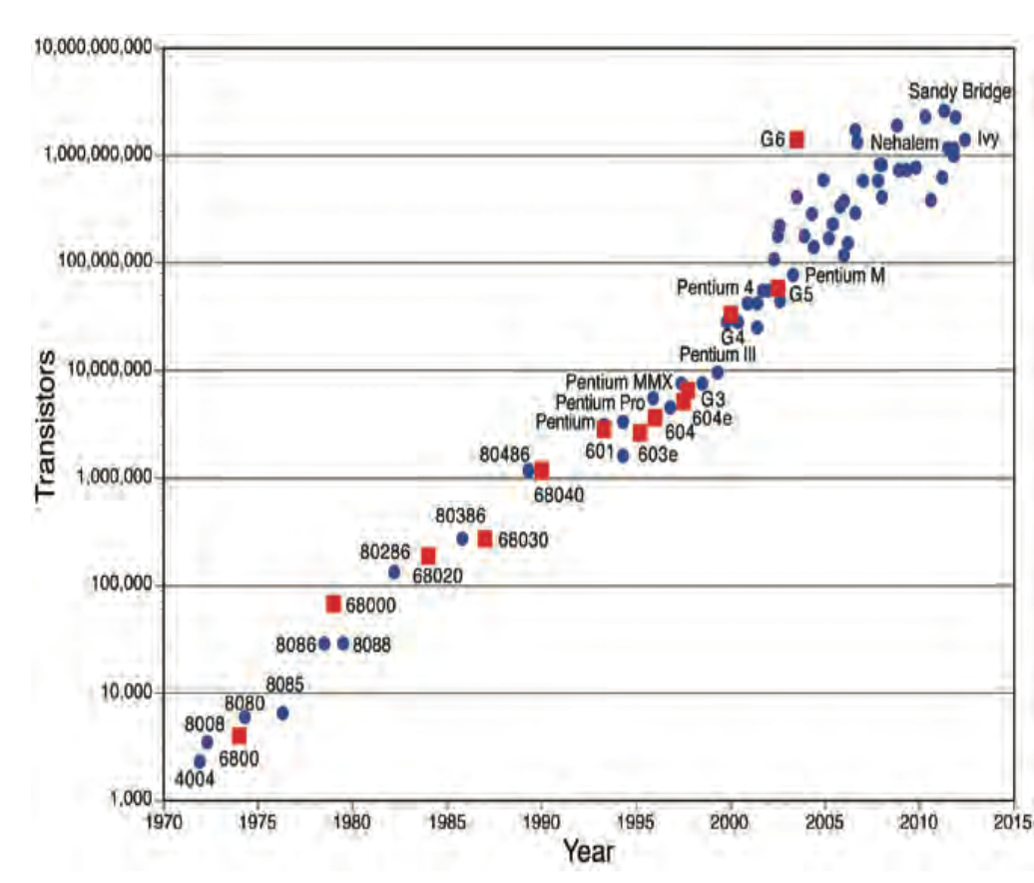 10,000,000,000
Sandy Bridge
G6
Nehalem
Ivy
1,000,000,000
100,000,000
Pentium 4
Pentium M
G5
G4
Pentium III
10,000,000
Pentium MMX
Pentium Pro
G3
604e
Pentium
604
601
603e
80486
1,000,000
68040
80386
68030
80286
68020
100,000
68000
8086
8088
8085
10,000
8080
8008
6800
4004
1,000
Transistors
1970 1975 1980 1985 1990 1995 2000 2005 2010 2015
Year